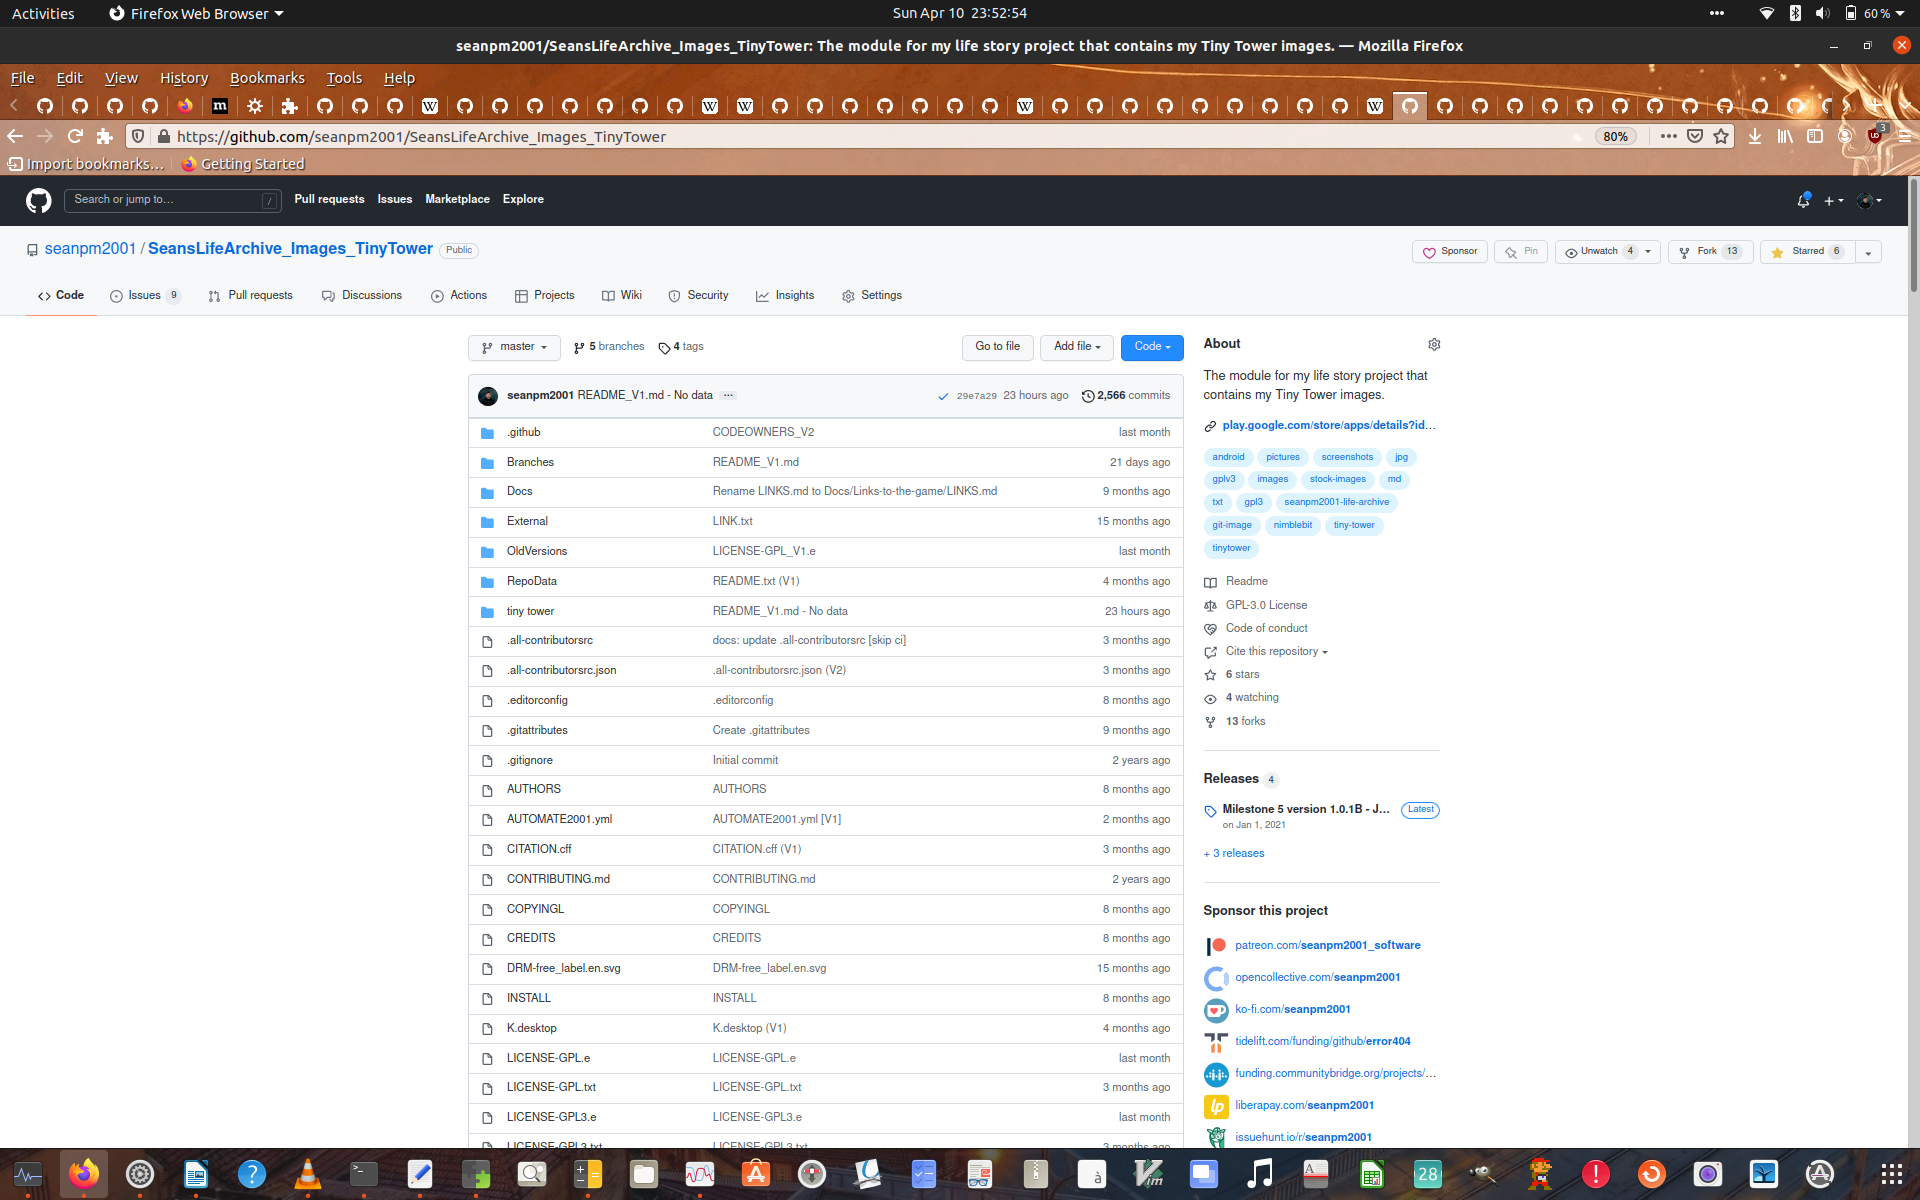 Activities
Firefox Web Browser
Sun Apr 10 23:52:54
60 %
seanpm2001/SeansLifeArchive_Images_TinyTower: The module for my life story project that contains my Tiny Tower images. — Mozilla Firefox
File Edit View History Bookmarks Tools Help
https://github.com/seanpm2001/SeansLifeArchive_Images_TinyTower
80%
3
Import bookmarks…
Getting Started
Search or jump to…
/
Pull requests Issues Marketplace Explore
seanpm2001 / SeansLifeArchive_Images_TinyTower Public
Sponsor
Pin
Unwatch 4
Fork 13
Starred 6
Code
Issues 9
Pull requests
Discussions
Actions
Projects
Wiki
Security
Insights
Settings
master
5 branches
4 tags
Go to file
Add file
Code
seanpm2001 README_V1.md - No data
29e7a29 23 hours ago
2,566 commits
.github CODEOWNERS_V2 last month
Branches README_V1.md 21 days ago
Docs Rename LINKS.md to Docs/Links-to-the-game/LINKS.md 9 months ago
External LINK.txt 15 months ago
OldVersions LICENSE-GPL_V1.e last month
RepoData README.txt (V1) 4 months ago
tiny tower README_V1.md - No data 23 hours ago
.all-contributorsrc docs: update .all-contributorsrc [skip ci] 3 months ago
.all-contributorsrc.json .all-contributorsrc.json (V2) 3 months ago
.editorconfig .editorconfig 8 months ago
.gitattributes Create .gitattributes 9 months ago
.gitignore Initial commit 2 years ago
AUTHORS AUTHORS 8 months ago
AUTOMATE2001.yml AUTOMATE2001.yml [V1] 2 months ago
CITATION.cff CITATION.cff (V1) 3 months ago
CONTRIBUTING.md CONTRIBUTING.md 2 years ago
COPYINGL COPYINGL 8 months ago
CREDITS CREDITS 8 months ago
DRM-free_label.en.svg DRM-free_label.en.svg 15 months ago
INSTALL INSTALL 8 months ago
K.desktop K.desktop (V1) 4 months ago
LICENSE-GPL.e LICENSE-GPL.e last month
LICENSE-GPL.txt LICENSE-GPL.txt 3 months ago
LICENSE-GPL3.e LICENSE-GPL3.e last month
LICENSE-GPL3.txt LICENSE-GPL3.txt 3 months ago
About
The module for my life story project that
contains my Tiny Tower images.
play.google.com/store/apps/details?id…
android pictures screenshots jpg
gplv3 images stock-images md
txt gpl3 seanpm2001-life-archive
git-image nimblebit tiny-tower
tinytower
Readme
GPL-3.0 License
Code of conduct
Cite this repository
6 stars
4 watching
13 forks
Releases 4
Milestone 5 version 1.0.1B - J… Latest
on Jan 1, 2021
+ 3 releases
Sponsor this project
patreon.com/seanpm2001_software
opencollective.com/seanpm2001
ko-fi.com/seanpm2001
tidelift.com/funding/github/error404
funding.communitybridge.org/projects/…
liberapay.com/seanpm2001
issuehunt.io/r/seanpm2001
28